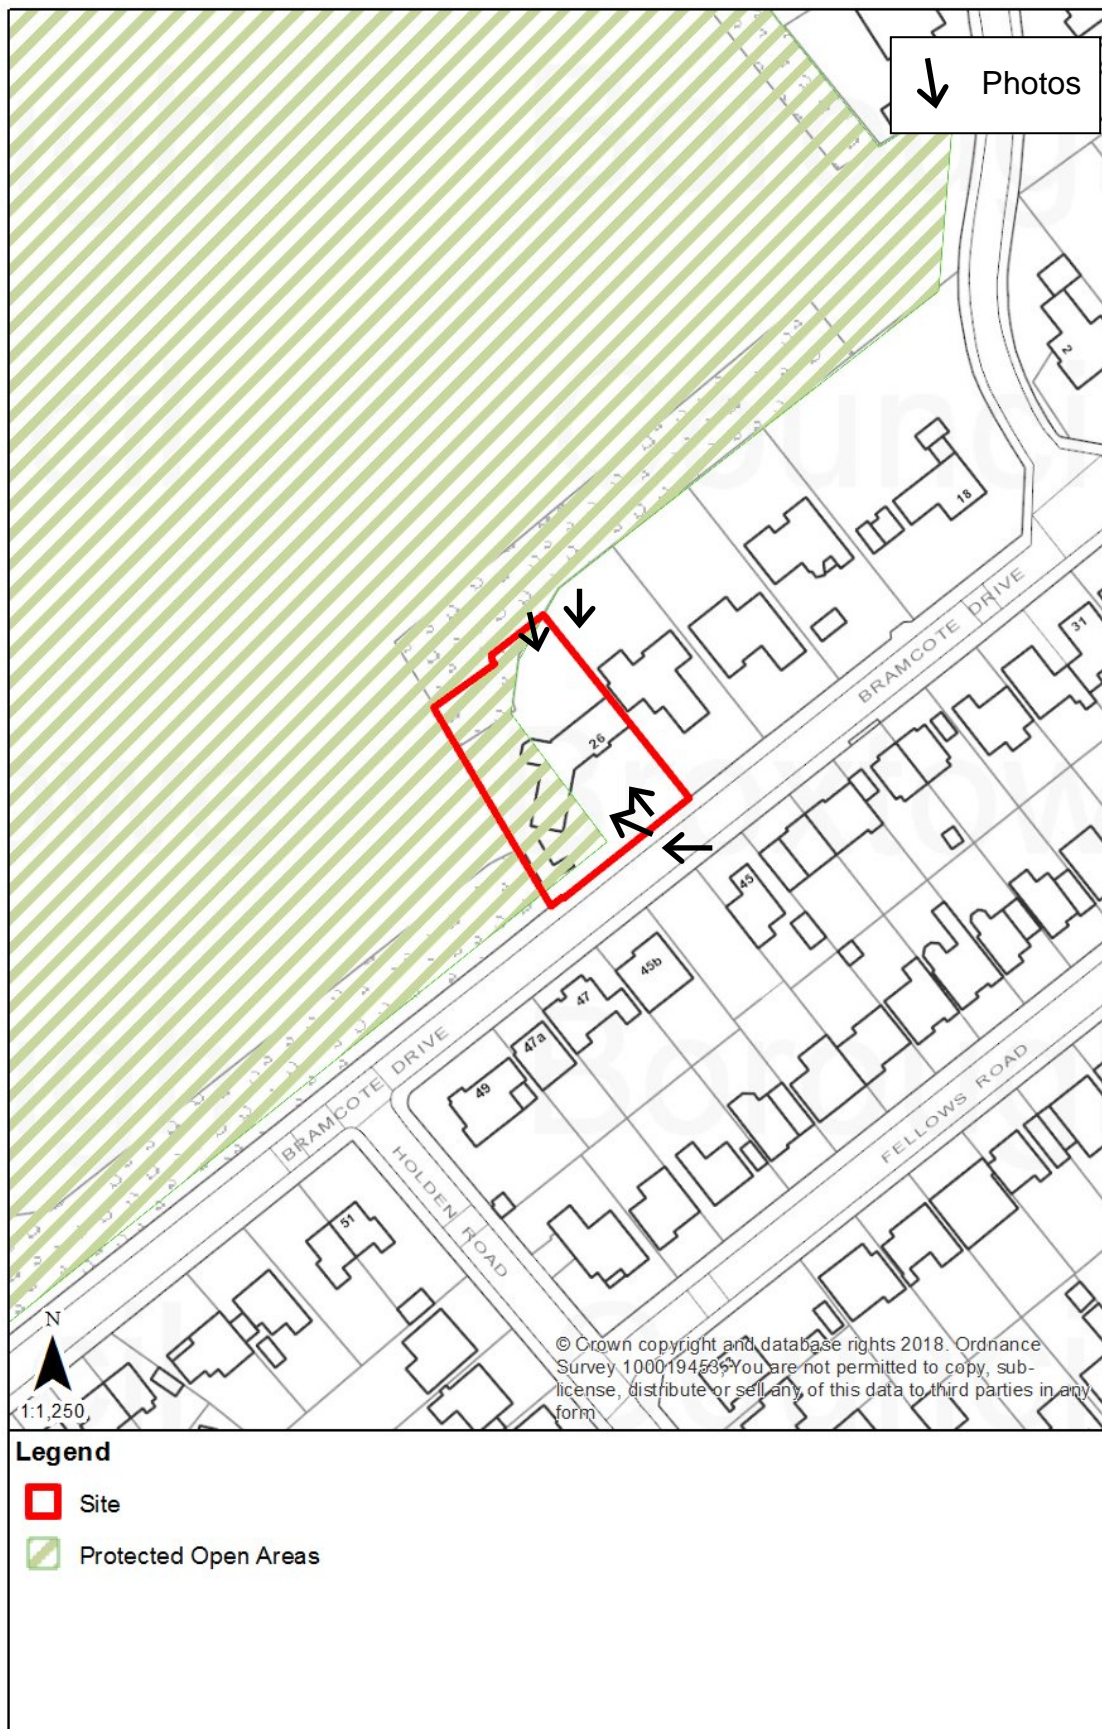 Photos
2
18
BRAMCOTE DRIVE
31
26
45
45b
47
47a
49
BRAMCOTE DRIVE
FELLOWS ROAD
HOLDEN ROAD
51
53
N
1:1,250
© Crown copyright and database rights 2018. Ordnance
Survey 100019453. You are not permitted to copy, sub-
license, distribute or sell any of this data to third parties in any
form
Legend
Site
Protected Open Areas